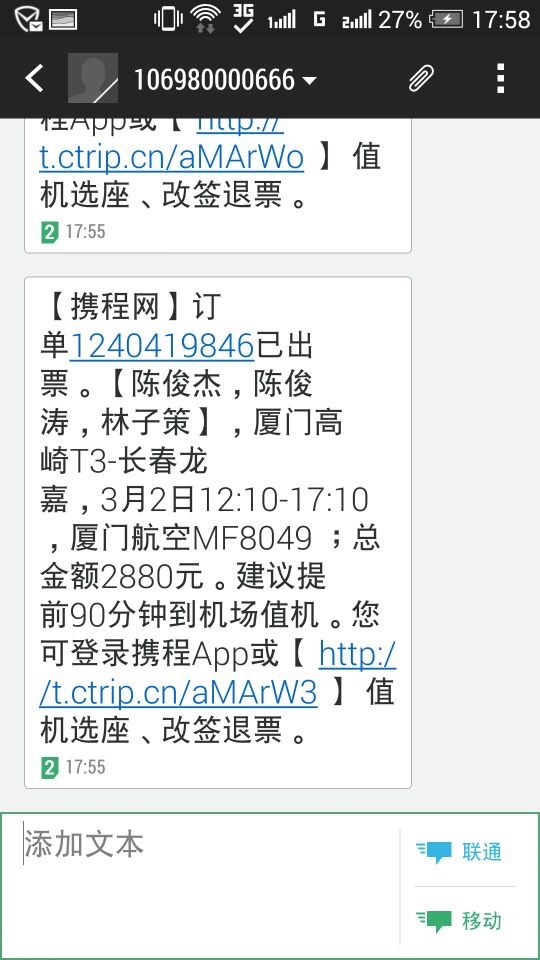 3G
G
27%
17:58
106980000666
程App或【 http://
t.ctrip.cn/aMArWo 】 值
机选座、改签退票。
2 17:55
【携程网】订
单1240419846已出
票。【陈俊杰，陈俊
涛，林子策】，厦门高
崎T3-长春龙
嘉，3月2日12:10-17:10
，厦门航空MF8049 ；总
金额2880元。建议提
前90分钟到机场值机。您
可登录携程App或【 http:/
/t.ctrip.cn/aMArW3 】 值
机选座、改签退票。
2 17:55
添加文本
联通
移动